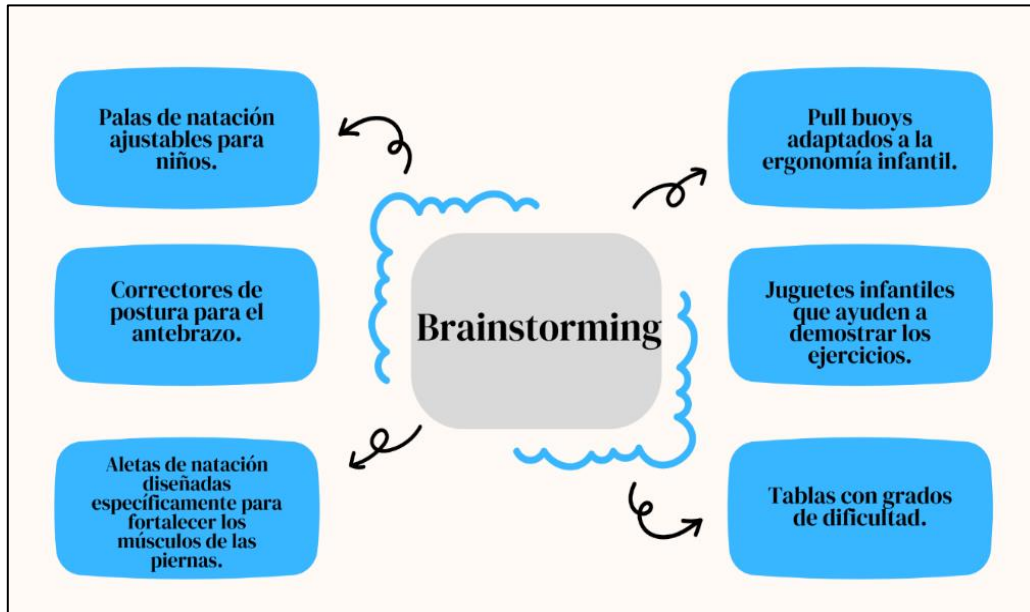 Palas de natación
ajustables para
niños.
Correctores de
postura para el
antebrazo.
Aletas de natación
diseñadas
específicamente para
fortalecer los
músculos de las
piernas.
Brainstorming
Pull buoys
adaptados a la
ergonomía infantil.
Juguetes infantiles
que ayuden a
demostrar los
ejercicios.
Tablas con grados
de dificultad.